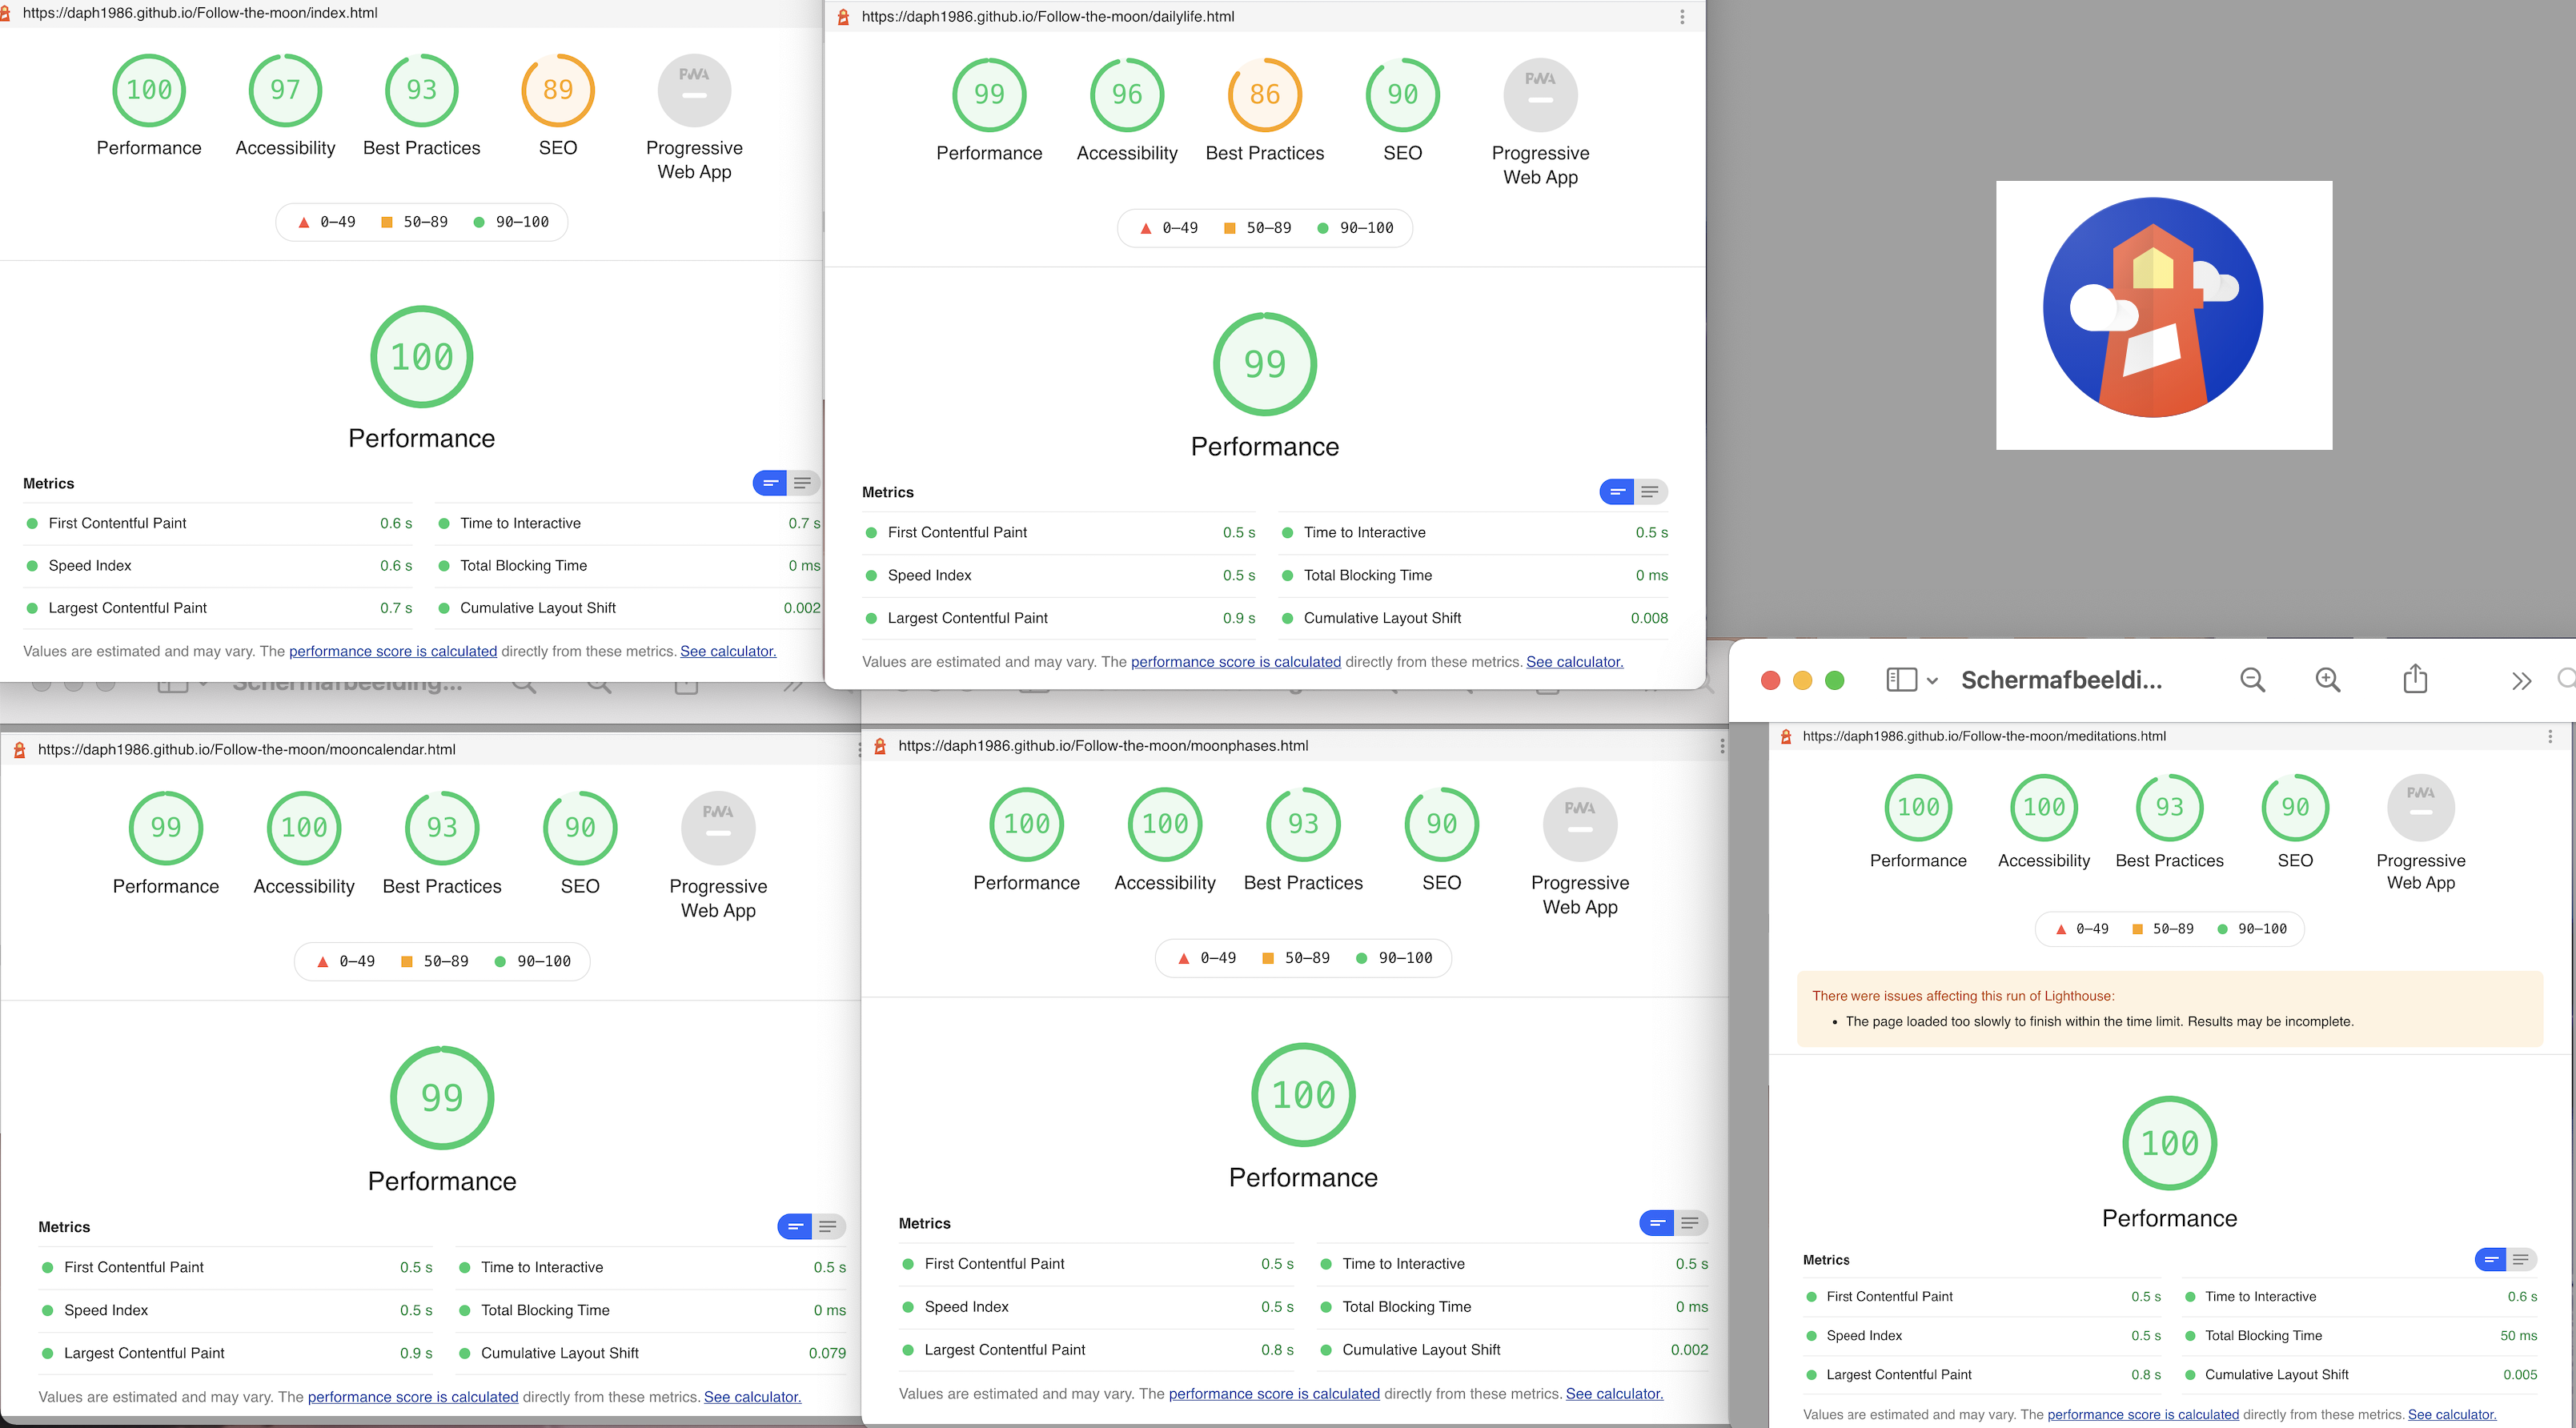 https://daph1986.github.io/Follow-the-moon/index.html
100
97
93
89
PWA
Performance
Accessibility
Best Practices
SEO
Progressive
Web App
0–49
50–89
90–100
100
Performance
Metrics
First Contentful Paint 0.6 s
Time to Interactive 0.7 s
Speed Index 0.6 s
Total Blocking Time 0 ms
Largest Contentful Paint 0.7 s
Cumulative Layout Shift 0.002
Values are estimated and may vary. The performance score is calculated directly from these metrics. See calculator.
https://daph1986.github.io/Follow-the-moon/dailylife.html
99
96
86
90
PWA
Performance
Accessibility
Best Practices
SEO
Progressive
Web App
0–49
50–89
90–100
99
Performance
Metrics
First Contentful Paint 0.5 s
Time to Interactive 0.5 s
Speed Index 0.5 s
Total Blocking Time 0 ms
Largest Contentful Paint 0.9 s
Cumulative Layout Shift 0.008
Values are estimated and may vary. The performance score is calculated directly from these metrics. See calculator.
Schermafbeelding...
https://daph1986.github.io/Follow-the-moon/mooncalendar.html
99
100
93
90
PWA
Performance
Accessibility
Best Practices
SEO
Progressive
Web App
0–49
50–89
90–100
99
Performance
Metrics
First Contentful Paint 0.5 s
Time to Interactive 0.5 s
Speed Index 0.5 s
Total Blocking Time 0 ms
Largest Contentful Paint 0.9 s
Cumulative Layout Shift 0.079
Values are estimated and may vary. The performance score is calculated directly from these metrics. See calculator.
https://daph1986.github.io/Follow-the-moon/moonphases.html
100
100
93
90
PWA
Performance
Accessibility
Best Practices
SEO
Progressive
Web App
0–49
50–89
90–100
100
Performance
Metrics
First Contentful Paint 0.5 s
Time to Interactive 0.5 s
Speed Index 0.5 s
Total Blocking Time 0 ms
Largest Contentful Paint 0.8 s
Cumulative Layout Shift 0.002
Values are estimated and may vary. The performance score is calculated directly from these metrics. See calculator.
Schermafbeeldi...
https://daph1986.github.io/Follow-the-moon/meditations.html
100
100
93
90
PWA
Performance
Accessibility
Best Practices
SEO
Progressive
Web App
0–49
50–89
90–100
There were issues affecting this run of Lighthouse:
• The page loaded too slowly to finish within the time limit. Results may be incomplete.
100
Performance
Metrics
First Contentful Paint 0.5 s
Time to Interactive 0.6 s
Speed Index 0.5 s
Total Blocking Time 50 ms
Largest Contentful Paint 0.8 s
Cumulative Layout Shift 0.005
Values are estimated and may vary. The performance score is calculated directly from these metrics. See calculator.